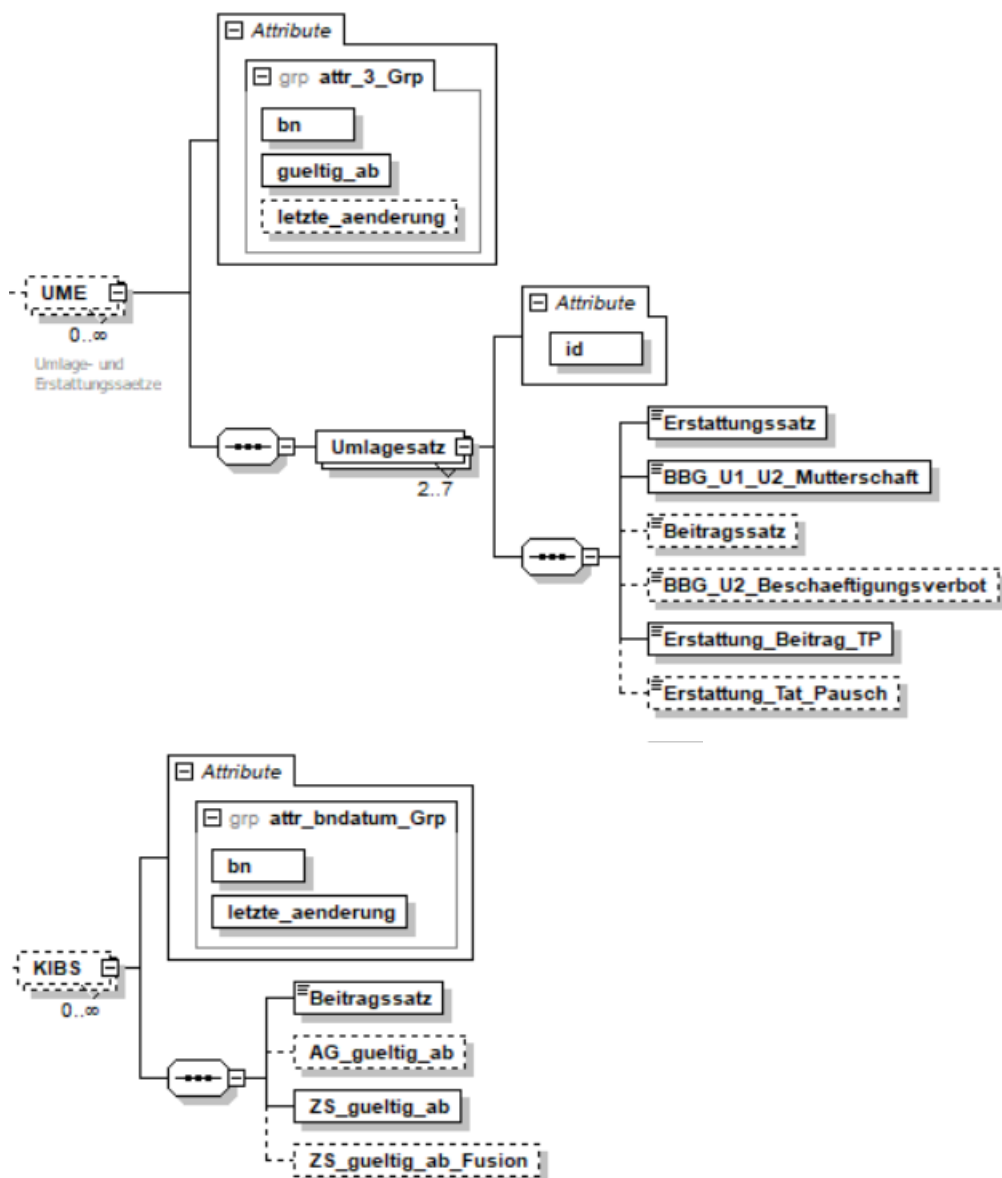 Attribute
grp attr_3_Grp
bn
gueltig_ab
letzte_aenderung
UME
0..∞
Umlage- und
Erstattungssaetze
Attribute
id
Umlagesatz
2..7
Erstattungssatz
BBG_U1_U2_Mutterschaft
Beitragssatz
BBG_U2_Beschaeftigungsverbot
Erstattung_Beitrag_TP
Erstattung_Tat_Pausch
Attribute
grp attr_bndatum_Grp
bn
letzte_aenderung
KIBS
0..∞
Beitragssatz
AG_gueltig_ab
ZS_gueltig_ab
ZS_gueltig_ab_Fusion